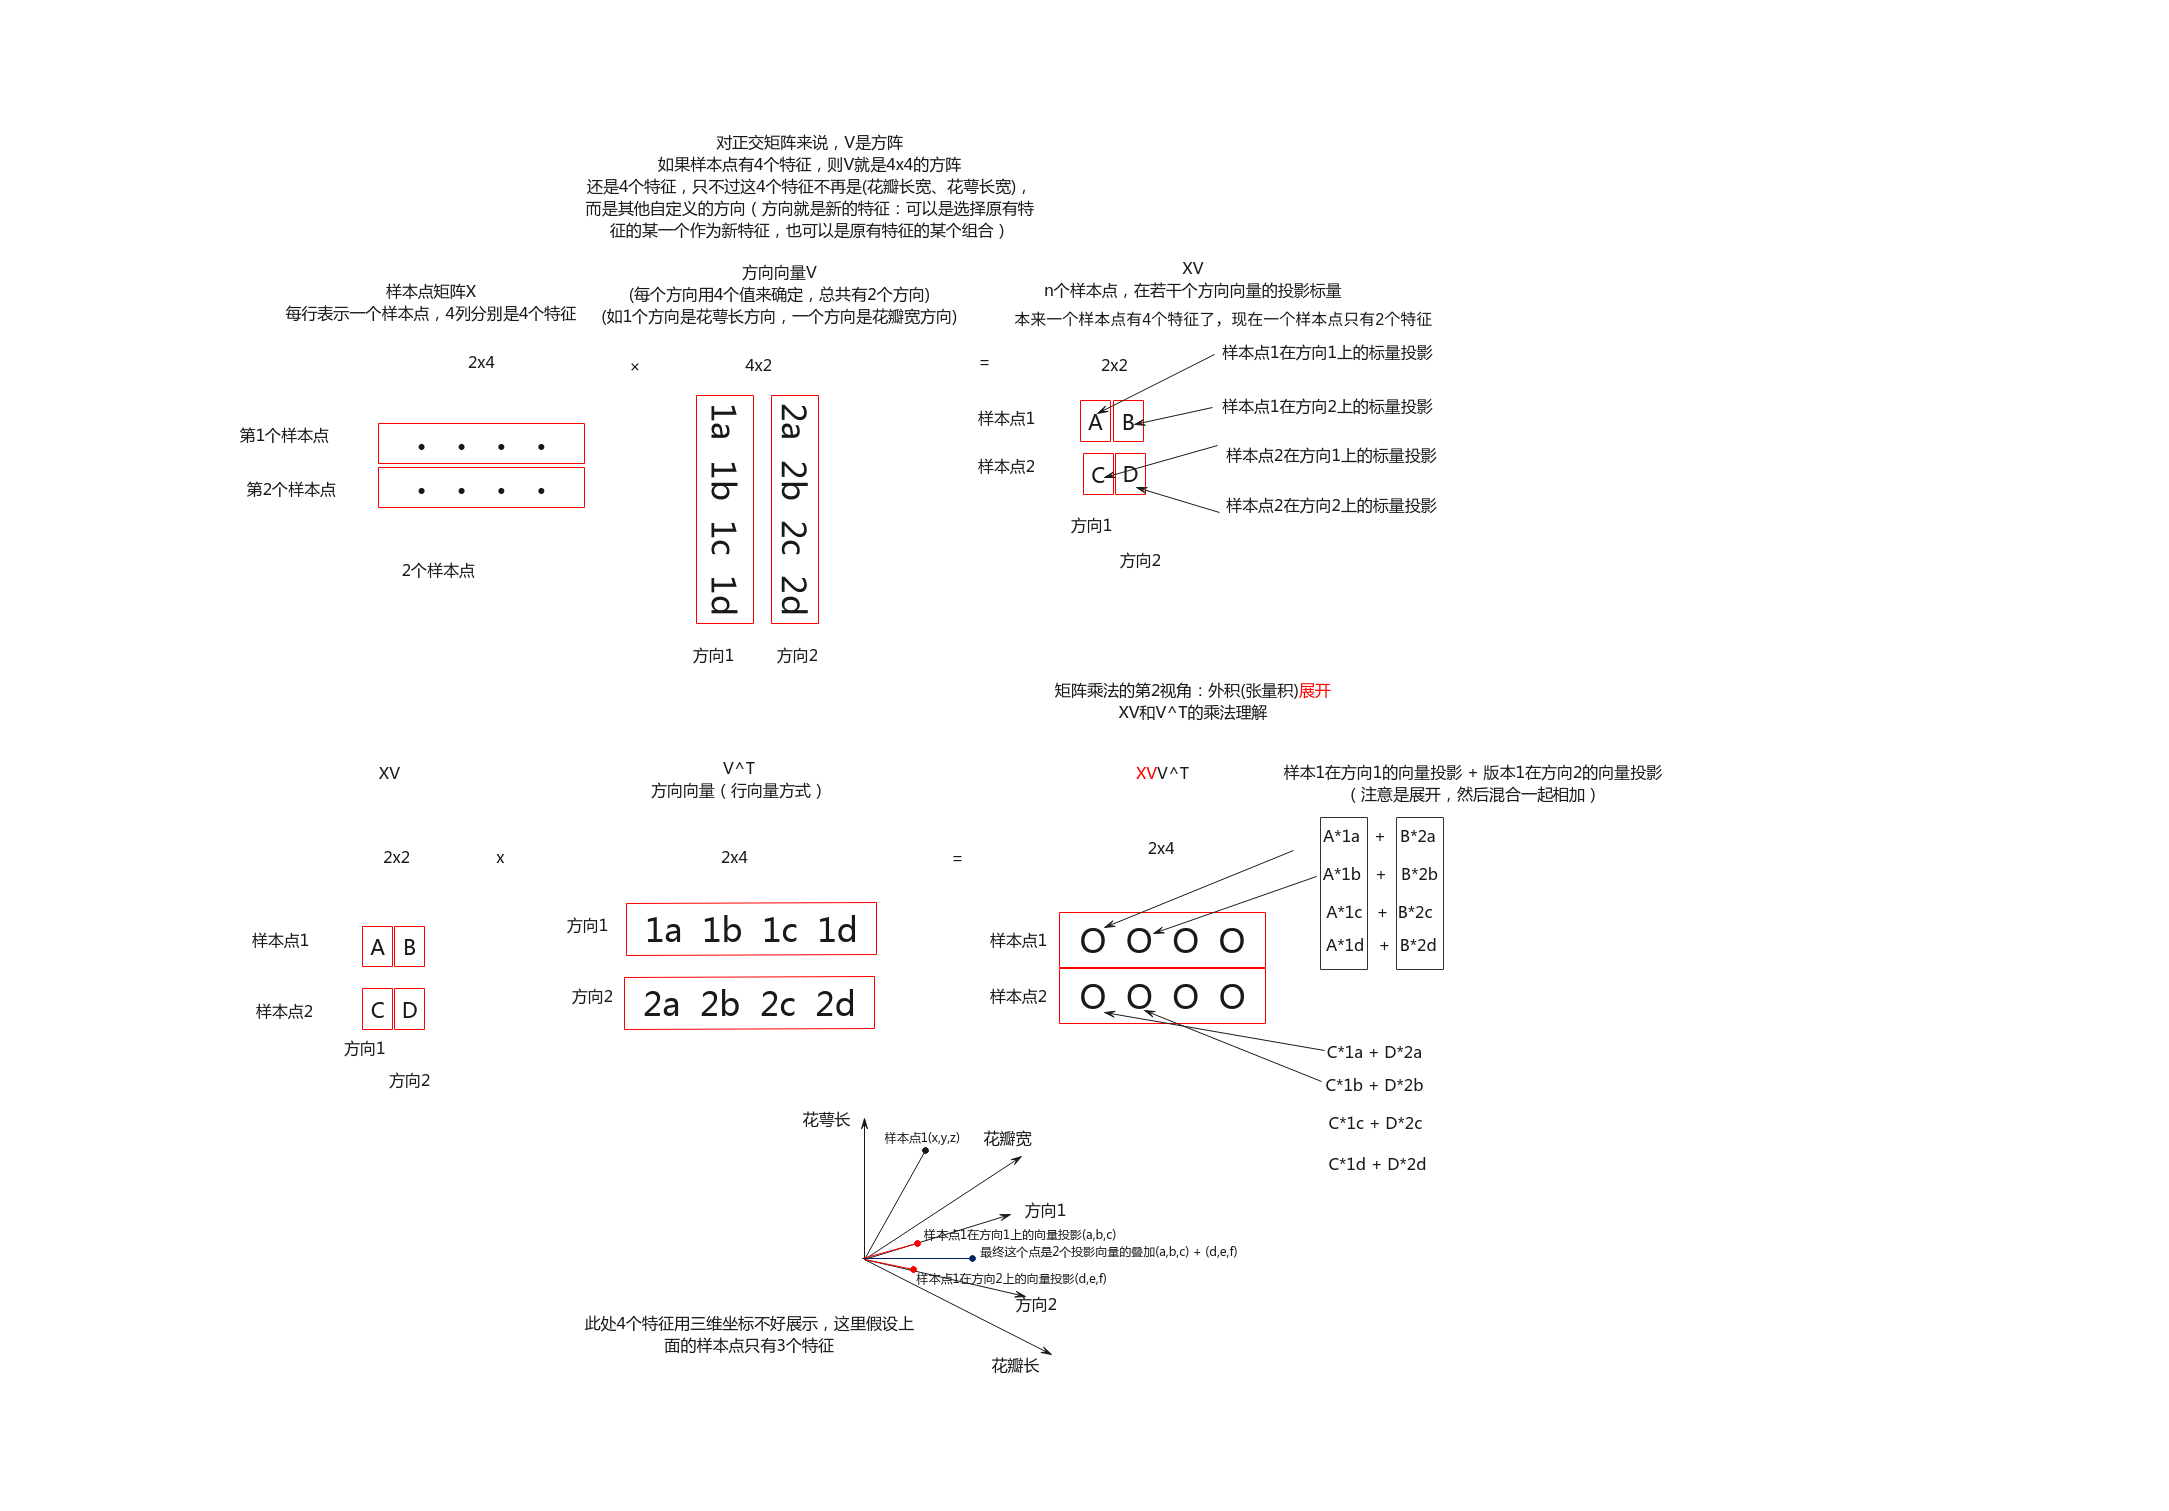 对正交矩阵来说，V是方阵
如果样本点有4个特征，则V就是4x4的方阵
还是4个特征，只不过这4个特征不再是(花瓣长宽、花萼长宽)，
而是其他自定义的方向（方向就是新的特征：可以是选择原有特
征的某一个作为新特征，也可以是原有特征的某个组合）
样本点矩阵X
每行表示一个样本点，4列分别是4个特征
方向向量V
(每个方向用4个值来确定，总共有2个方向)
(如1个方向是花萼长方向，一个方向是花瓣宽方向)
XV
n个样本点，在若干个方向向量的投影标量
本来一个样本点有4个特征了，现在一个样本点只有2个特征
2x4
×
4x2
=
2x2
样本点1在方向1上的标量投影
样本点1在方向2上的标量投影
样本点2在方向1上的标量投影
样本点2在方向2上的标量投影
第1个样本点
第2个样本点
2个样本点
1a 1b 1c 1d
2a 2b 2c 2d
方向1
方向2
样本点1
A B
样本点2
C D
方向1
方向2
矩阵乘法的第2视角：外积(张量积)展开
XV和V^T的乘法理解
XV
V^T
方向向量（行向量方式）
XVV^T
样本1在方向1的向量投影 + 版本1在方向2的向量投影
（注意是展开，然后混合一起相加）
2x2
x
2x4
=
2x4
A*1a + B*2a
A*1b + B*2b
A*1c + B*2c
A*1d + B*2d
样本点1
A B
样本点2
C D
方向1
方向2
方向1
1a 1b 1c 1d
方向2
2a 2b 2c 2d
样本点1
O O O O
样本点2
O O O O
C*1a + D*2a
C*1b + D*2b
C*1c + D*2c
C*1d + D*2d
花萼长
样本点1(x,y,z)
花瓣宽
方向1
样本点1在方向1上的向量投影(a,b,c)
最终这个点是2个投影向量的叠加(a,b,c) + (d,e,f)
样本点1在方向2上的向量投影(d,e,f)
方向2
花瓣长
此处4个特征用三维坐标不好展示，这里假设上
面的样本点只有3个特征